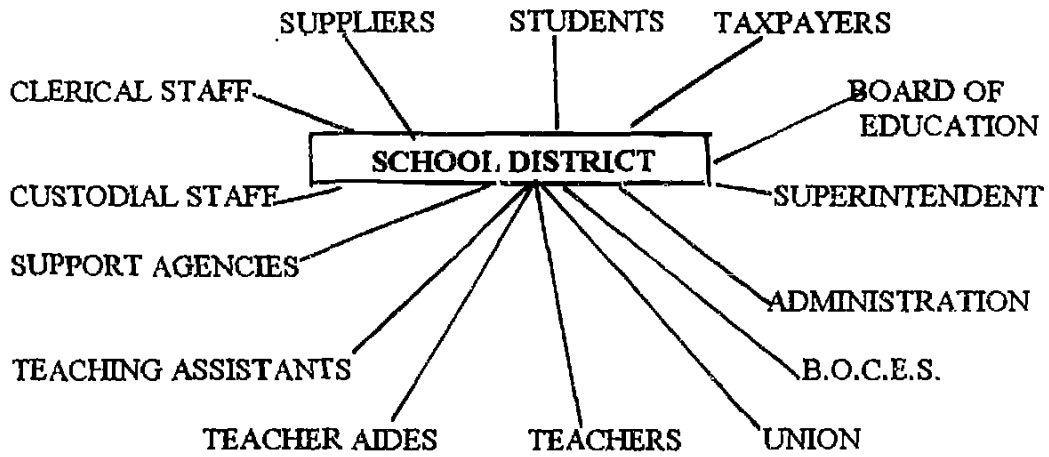 SUPPLIERS STUDENTS TAXPAYERS
CLERICAL STAFF BOARD OF
EDUCATION
SCHOOL DISTRICT
CUSTODIAL STAFF SUPERINTENDENT
SUPPORT AGENCIES
ADMINISTRATION
TEACHING ASSISTANTS B.O.C.E.S.
TEACHER AIDES TEACHERS UNION